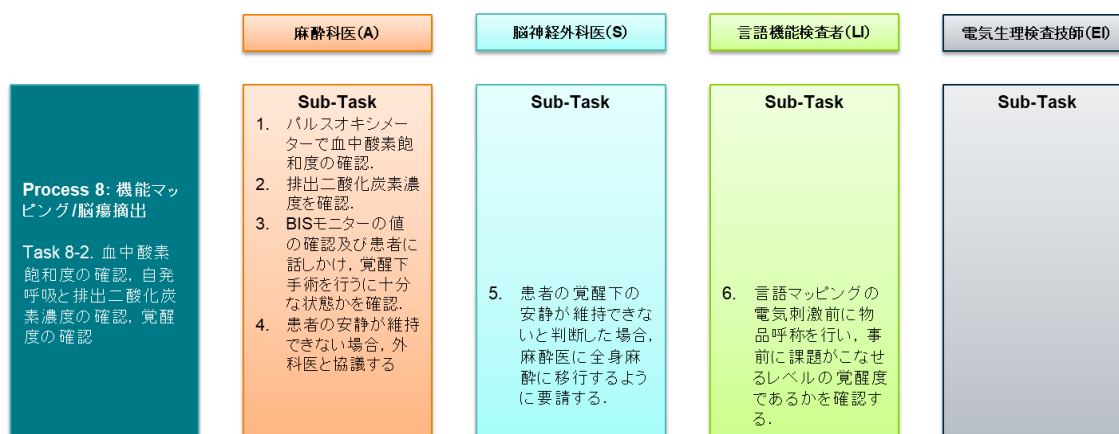 麻酔科医(A)
脳神経外科医(S)
言語機能検査者(LI)
電気生理検査技師(EI)
Process 8: 機能マッ
ピング/脳瘍摘出
Task 8-2. 血中酸素
飽和度の確認, 自発
呼吸と排出二酸化炭
素濃度の確認, 覚醒
度の確認
Sub-Task
1. パルスオキシメー
ターで血中酸素飽
和度の確認.
2. 排出二酸化炭素濃
度を確認.
3. BISモニターの値
の確認及び患者に
話しかけ, 覚醒下
手術を行うに十分
な状態かを確認.
4. 患者の安静が維持
できない場合, 外
科医と協議する
Sub-Task
5. 患者の覚醒下の
安静が維持できな
いと判断した場合,
麻酔医に全身麻
酔に移行するよう
に要請する.
Sub-Task
6. 言語マッピングの
電気刺激前に物
品呼称を行い, 事
前に課題がこなせ
るレベルの覚醒度
であるかを確認す
る.
Sub-Task